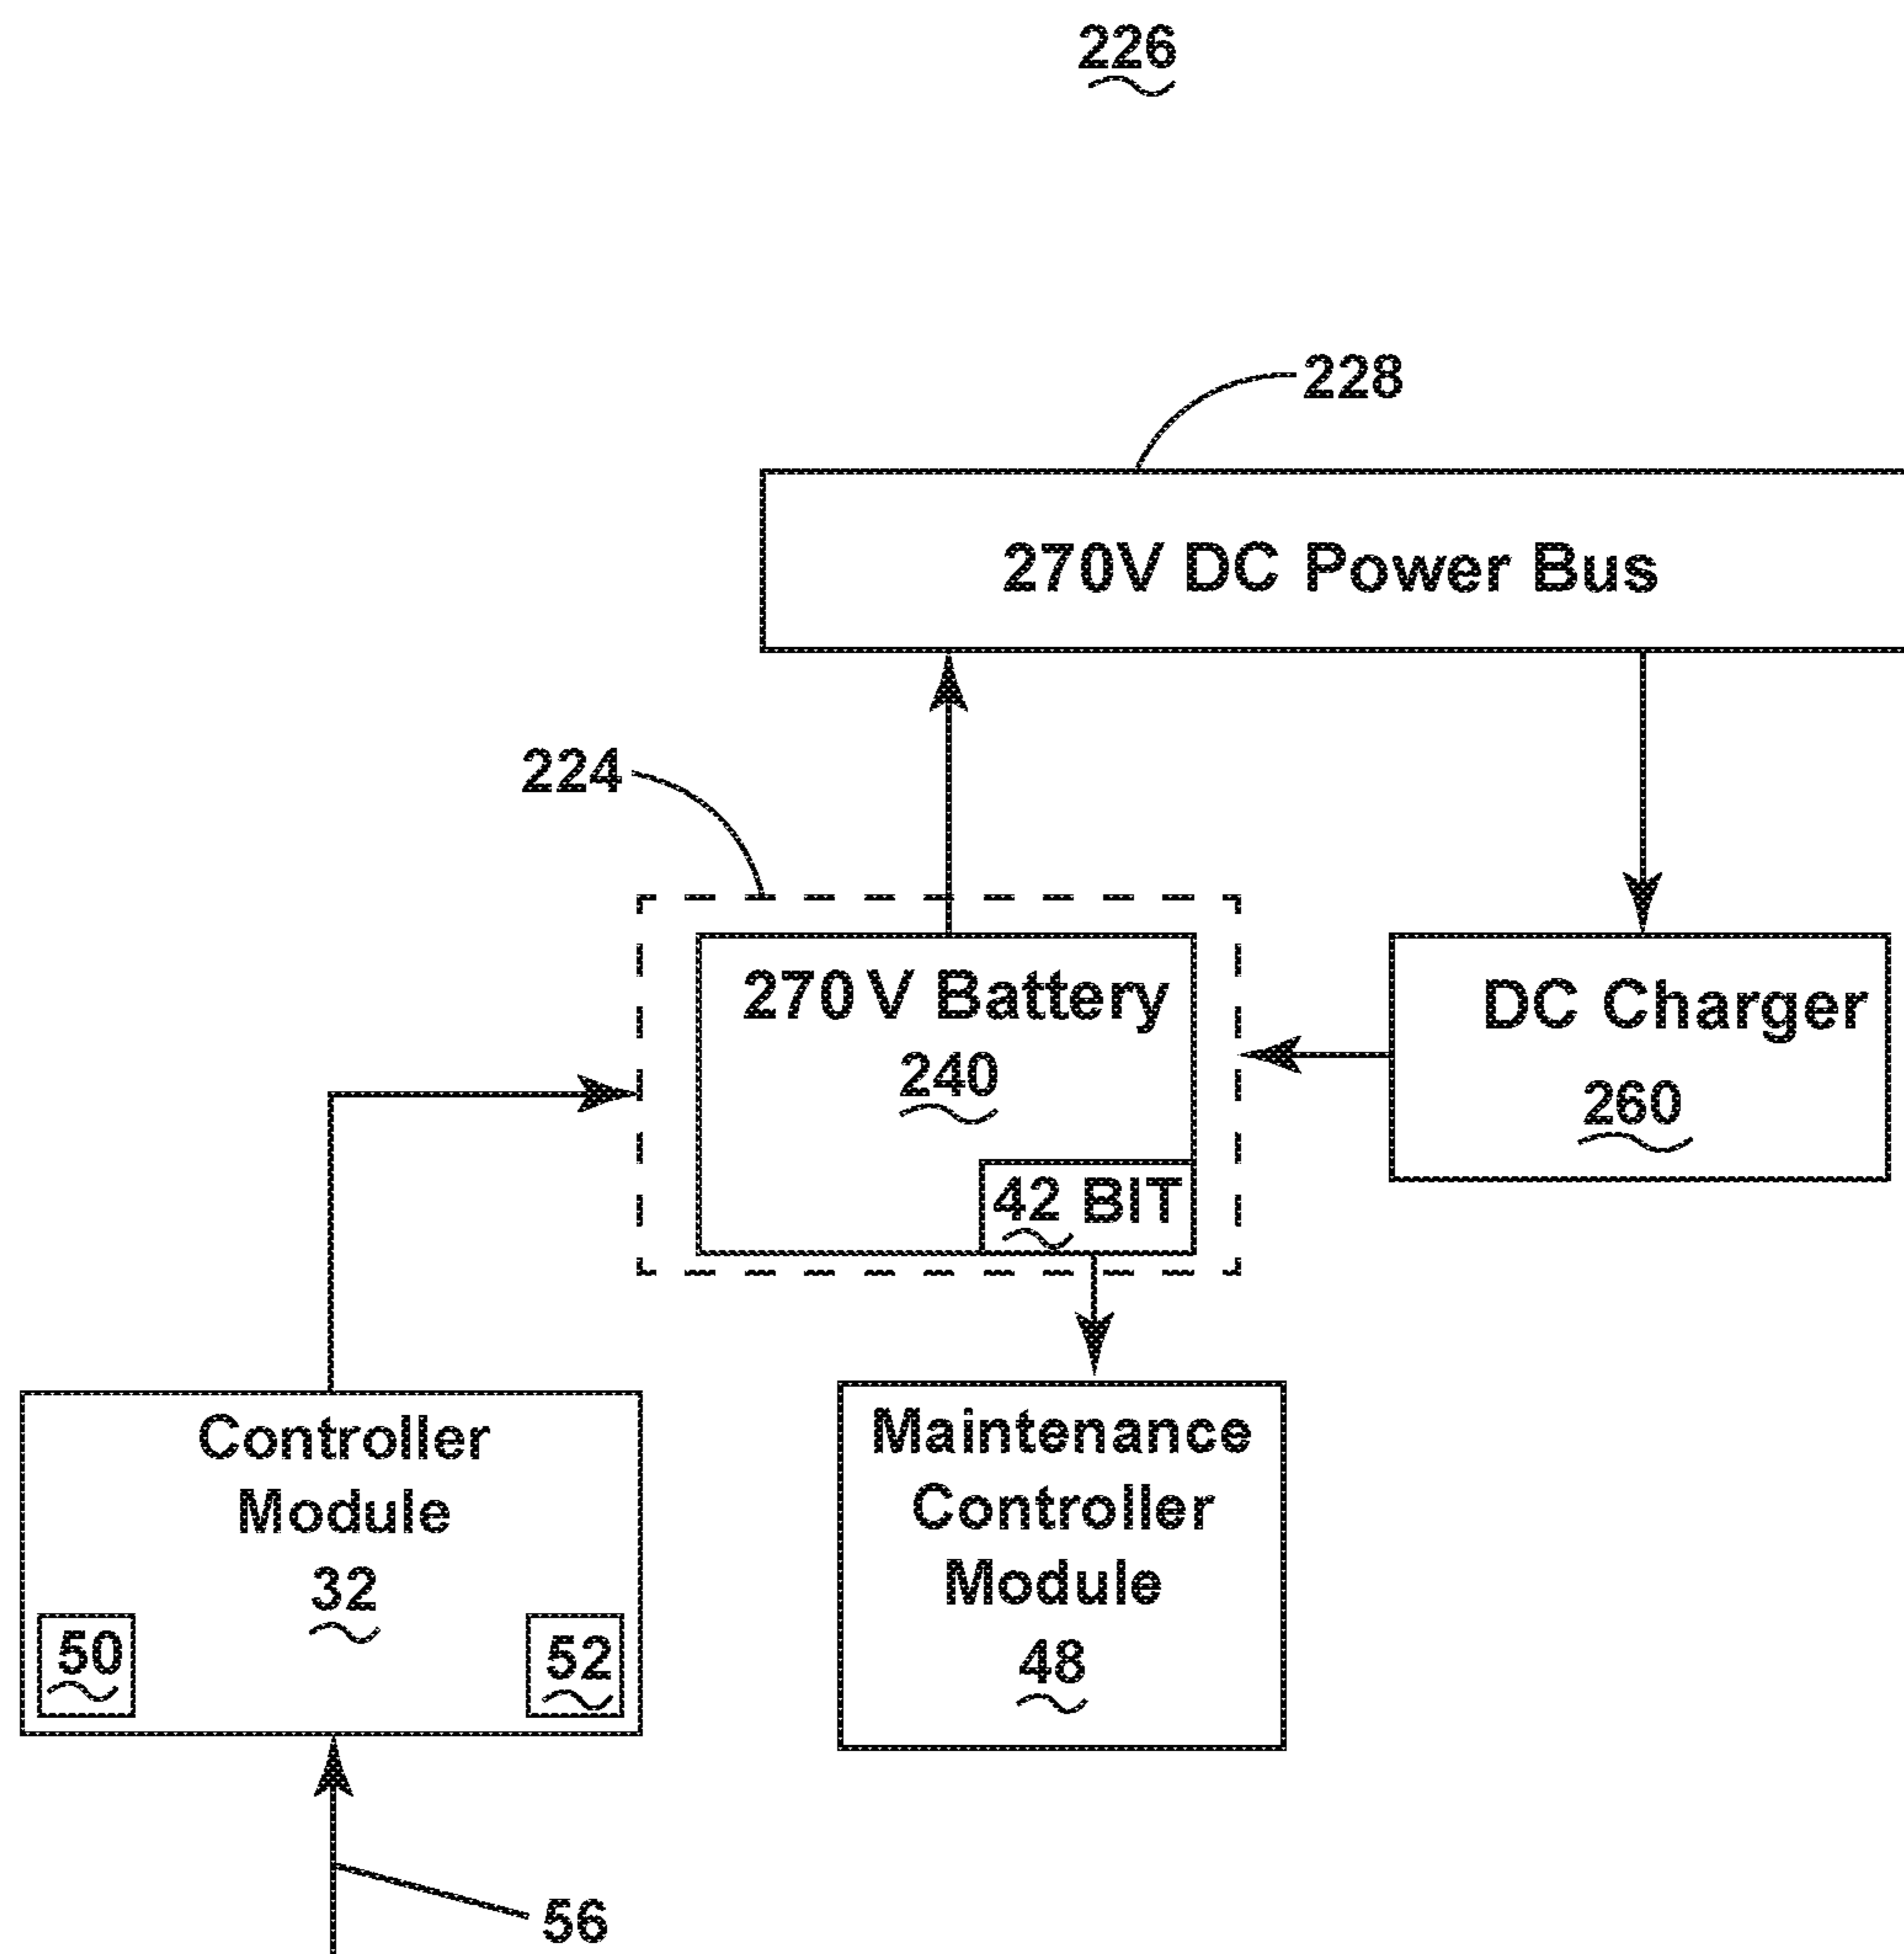 226
228
270V DC Power Bus
224
270 V Battery
240
42 BIT
DC Charger
260
Controller
Module
32
50
52
Maintenance
Controller
Module
48
56